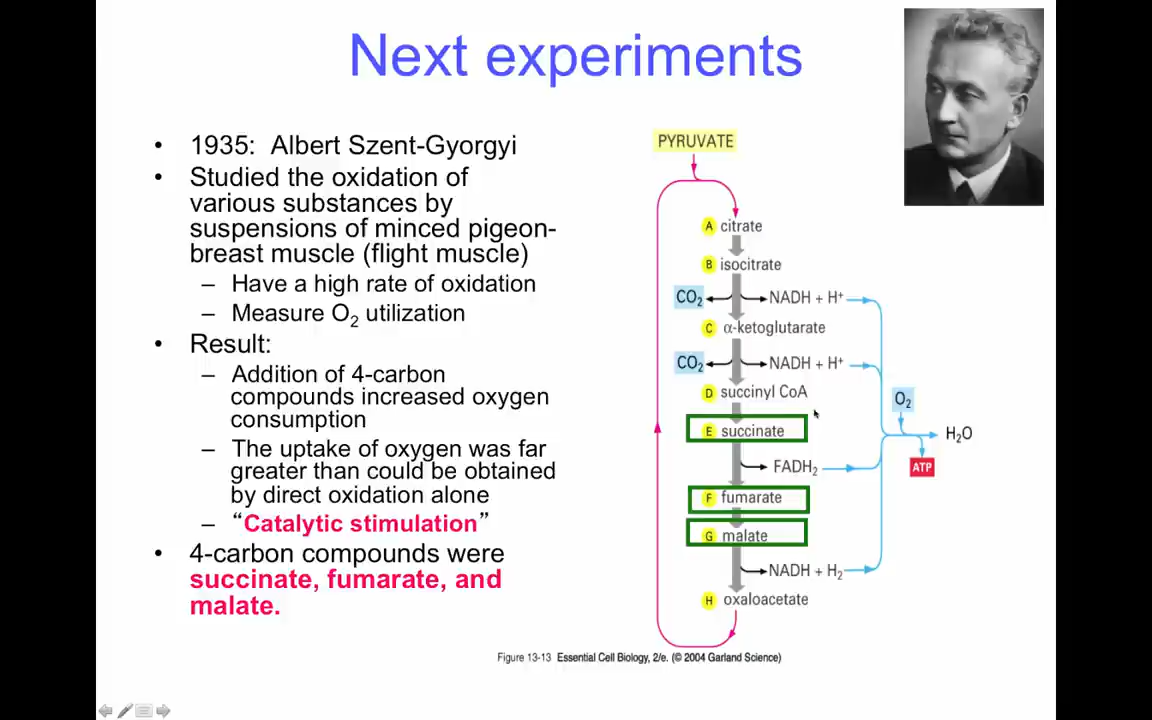 Next experiments
• 1935: Albert Szent-Gyorgyi
• Studied the oxidation of
various substances by
suspensions of minced pigeon-
breast muscle (flight muscle)
– Have a high rate of oxidation
– Measure O₂ utilization
• Result:
– Addition of 4-carbon
compounds increased oxygen
consumption
– The uptake of oxygen was far
greater than could be obtained
by direct oxidation alone
– “Catalytic stimulation”
• 4-carbon compounds were
succinate, fumarate, and
malate.
PYRUVATE
A citrate
B isocitrate
CO₂ NADH + H⁺
C α-ketoglutarate
CO₂ NADH + H⁺
D succinyl CoA
O₂
E succinate
H₂O
FADH₂
ATP
F fumarate
G malate
NADH + H₂
H oxaloacetate
Figure 13-13 Essential Cell Biology, 2/e. (© 2004 Garland Science)